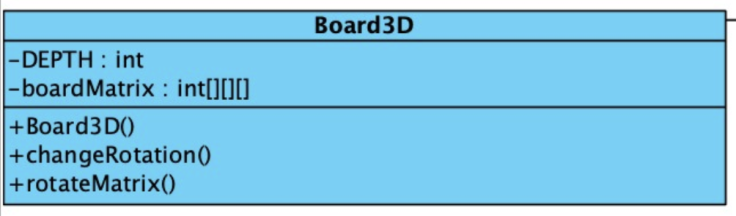 Board3D
-DEPTH : int
-boardMatrix : int[][][]
+Board3D()
+changeRotation()
+rotateMatrix()